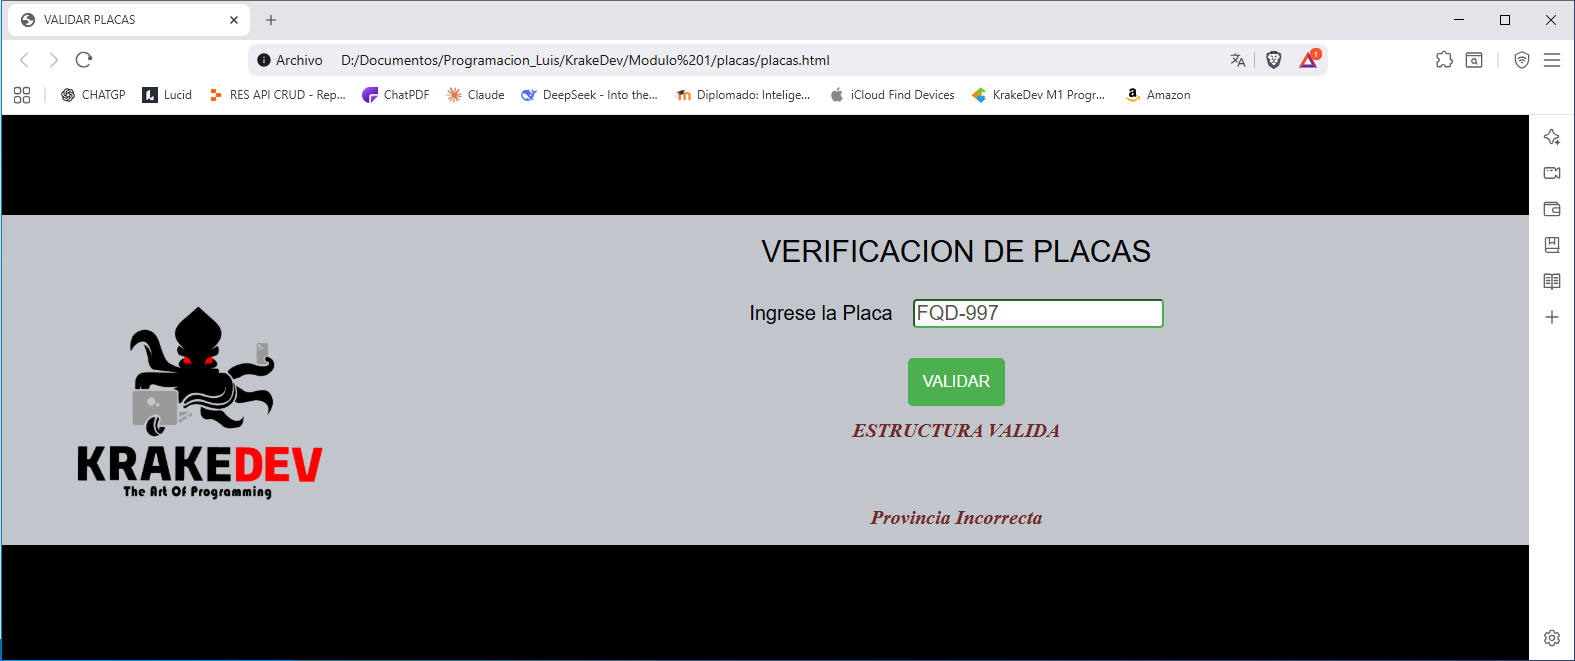 VALIDAR PLACAS
Archivo D:/Documentos/Programacion_Luis/KrakeDev/Modulo%201/placas/placas.html
1
CHATGP Lucid RES API CRUD - Rep... ChatPDF Claude DeepSeek - Into the... Diplomado: Intelige... iCloud Find Devices KrakeDev M1 Progr... Amazon
VERIFICACION DE PLACAS
Ingrese la Placa FQD-997
VALIDAR
ESTRUCTURA VALIDA
Provincia Incorrecta
KRAKEDEV
The Art Of Programming